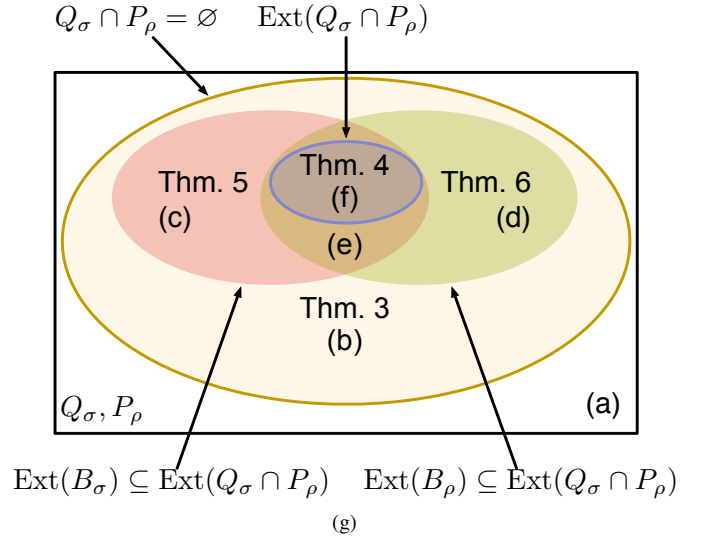 Q_σ ∩ P_ρ = ∅ Ext(Q_σ ∩ P_ρ)
Thm. 4
Thm. 5 Thm. 6
(f)
(c) (d)
(e)
Thm. 3
(b)
Q_σ, P_ρ (a)
Ext(B_σ) ⊆ Ext(Q_σ ∩ P_ρ) Ext(B_ρ) ⊆ Ext(Q_σ ∩ P_ρ)
(g)